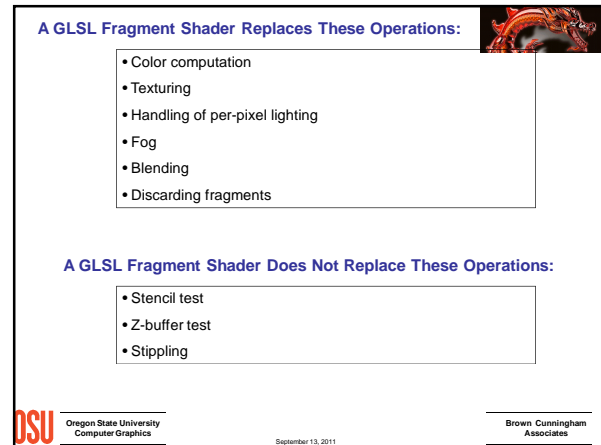 A GLSL Fragment Shader Replaces These Operations:
• Color computation
• Texturing
• Handling of per-pixel lighting
• Fog
• Blending
• Discarding fragments
A GLSL Fragment Shader Does Not Replace These Operations:
• Stencil test
• Z-buffer test
• Stippling
OSU
Oregon State University
Computer Graphics
September 13, 2011
Brown Cunningham
Associates